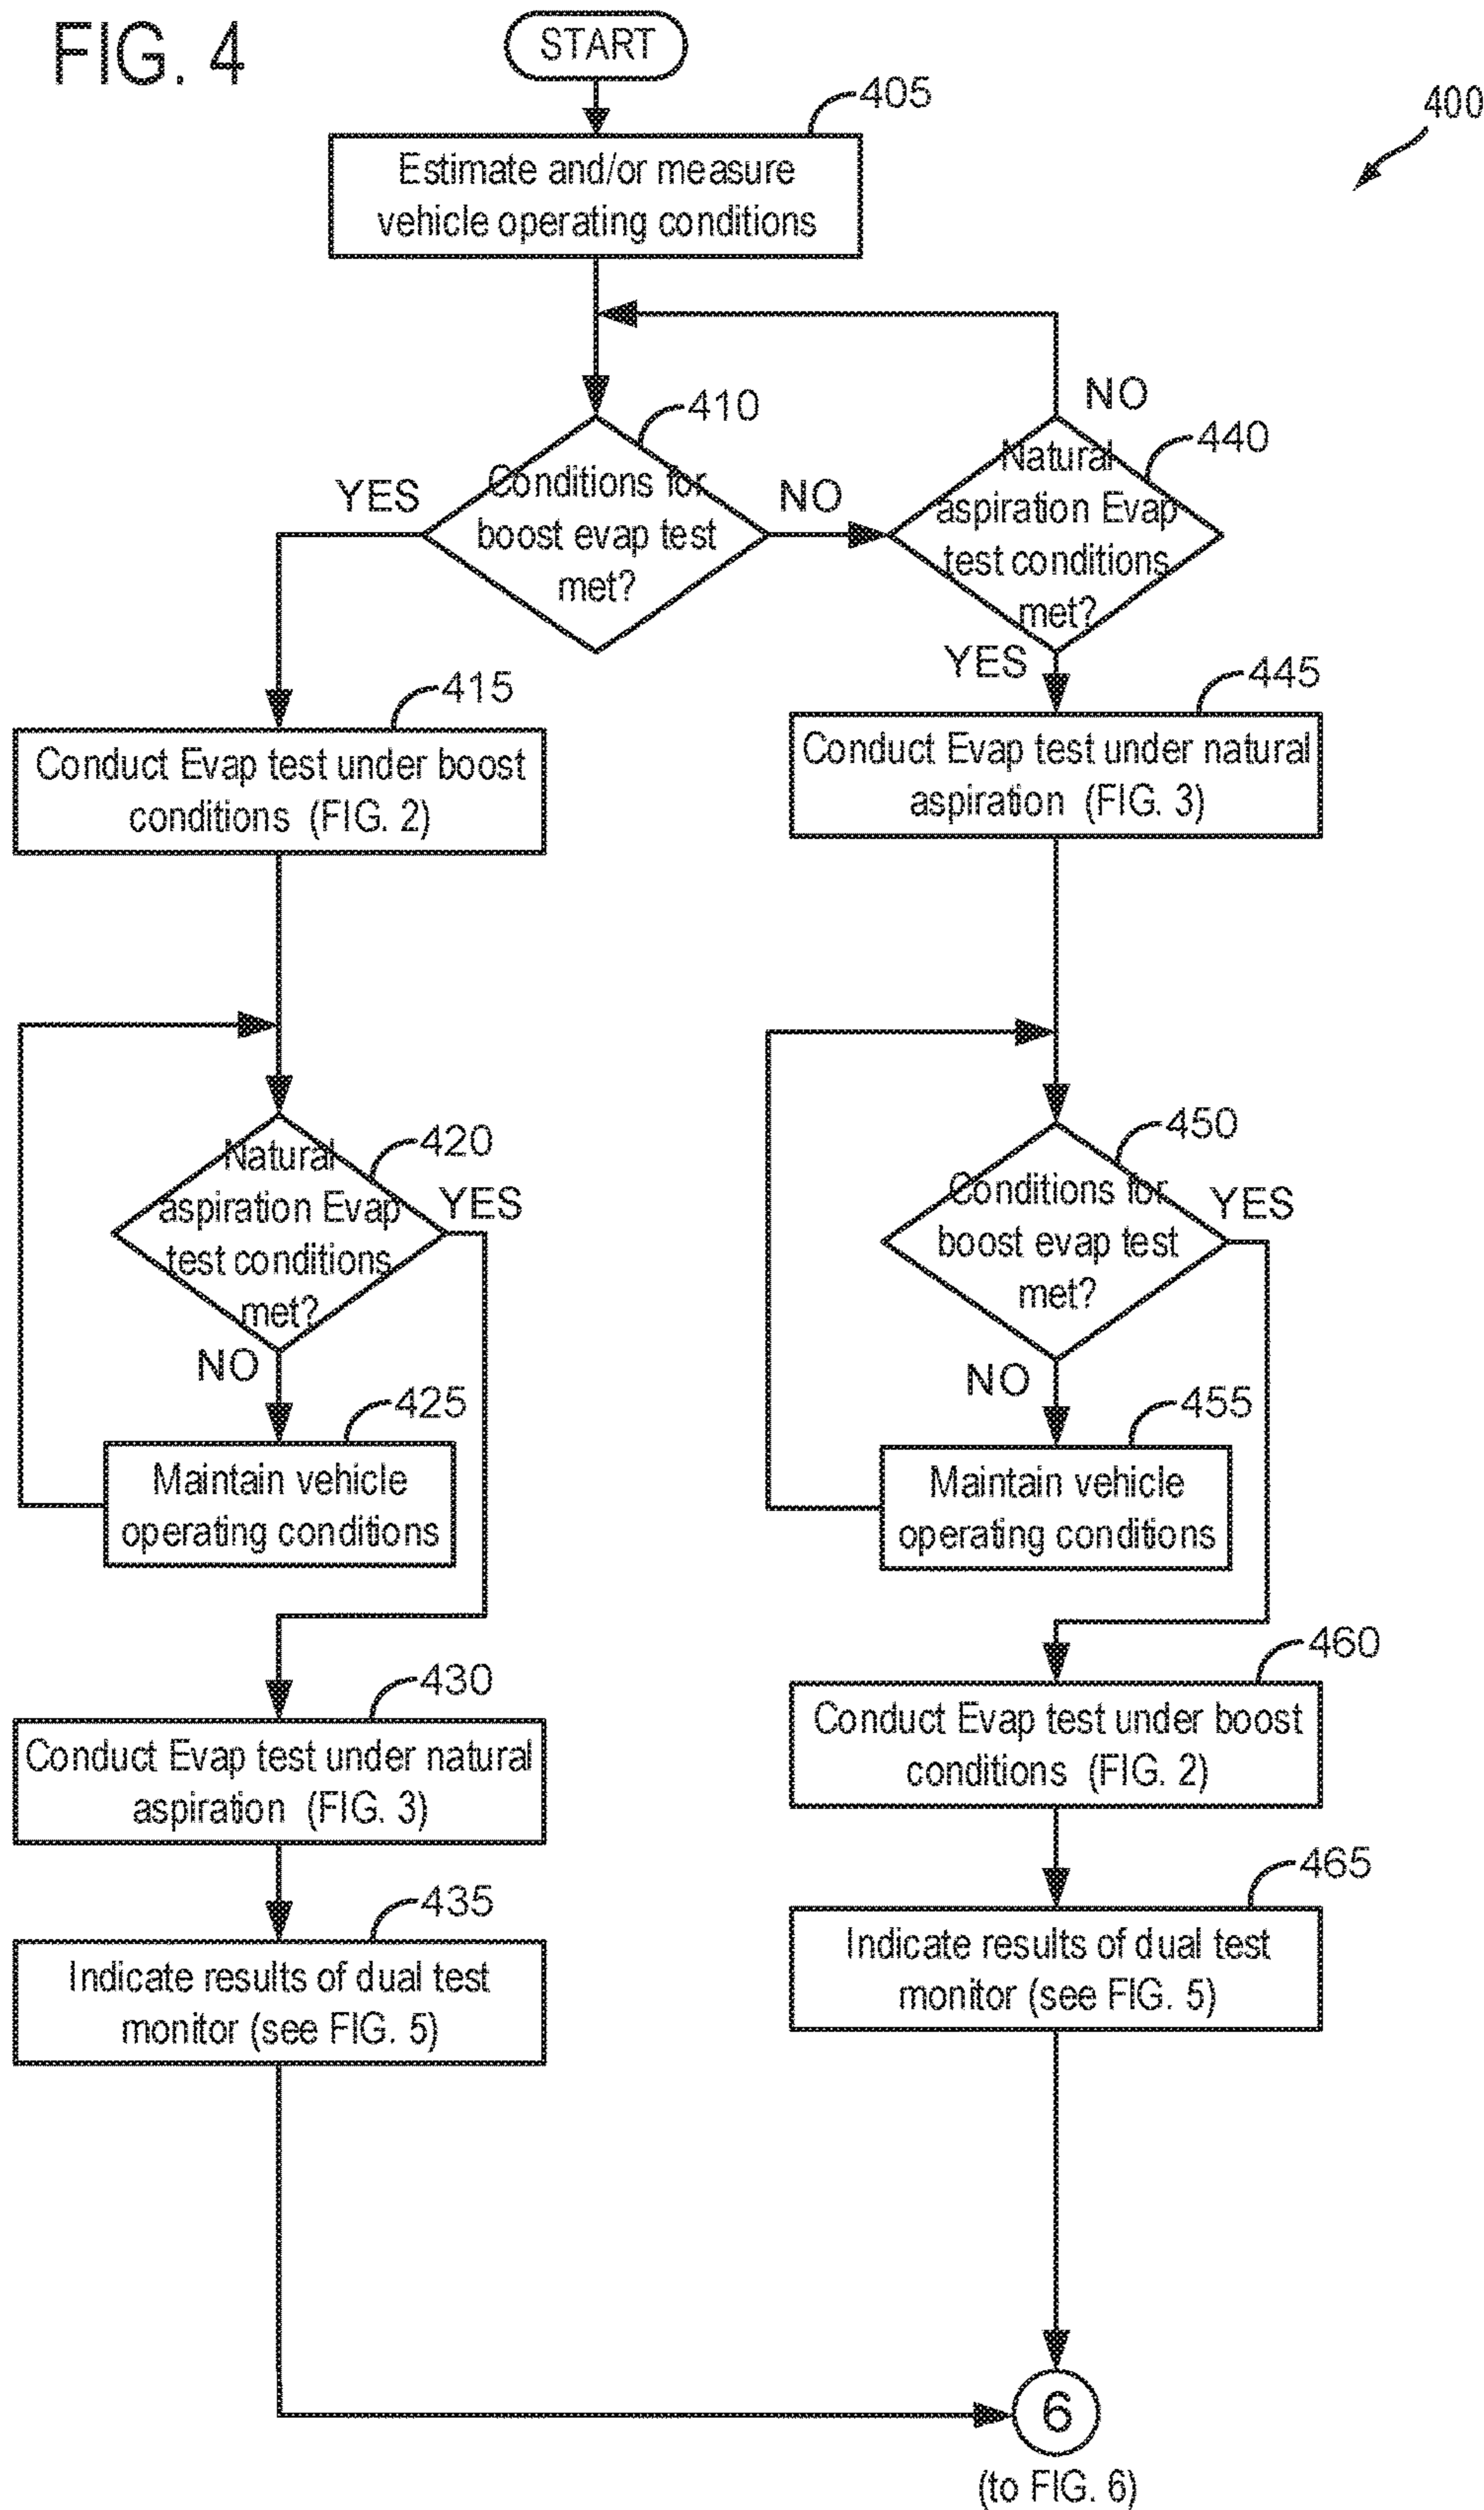 FIG. 4
START
405
400
Estimate and/or measure
vehicle operating conditions
410
NO
440
YES
Conditions for
boost evap test
met?
NO
Natural
aspiration Evap
test conditions
met?
YES
415
445
Conduct Evap test under boost
conditions (FIG. 2)
Conduct Evap test under natural
aspiration (FIG. 3)
420
450
Natural
aspiration Evap
test conditions
met?
YES
Conditions for
boost evap test
met?
YES
NO
NO
425
455
Maintain vehicle
operating conditions
Maintain vehicle
operating conditions
430
460
Conduct Evap test under natural
aspiration (FIG. 3)
Conduct Evap test under boost
conditions (FIG. 2)
435
465
Indicate results of dual test
monitor (see FIG. 5)
Indicate results of dual test
monitor (see FIG. 5)
6
(to FIG. 6)